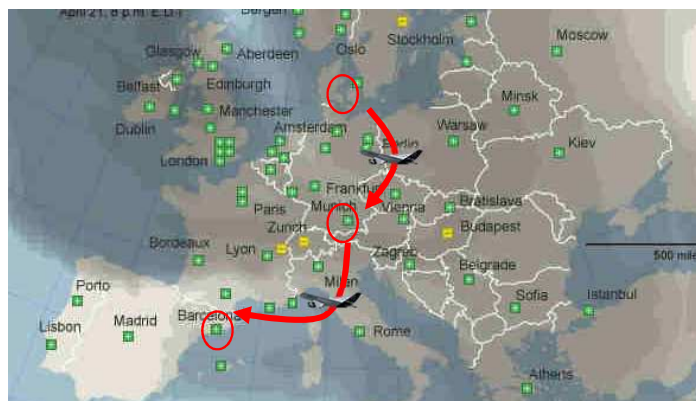 April 21, 8 p.m. E.D.T
Bergen
Oslo
Stockholm
Moscow
Glasgow
Aberdeen
Belfast
Edinburgh
Minsk
Dublin
Manchester
Amsterdam
Berlin
Warsaw
London
Kiev
Frankfurt
Paris
Munich
Vienna
Bratislava
Zurich
Budapest
Bordeaux
Lyon
Zagreb
500 mile
Porto
Milan
Belgrade
Barcelona
Sofia
Istanbul
Lisbon
Madrid
Rome
Athens